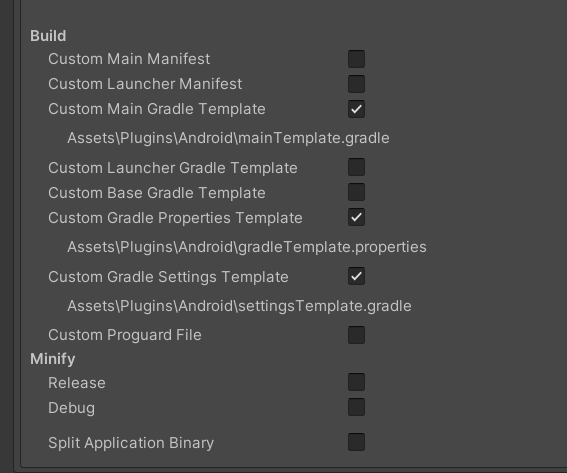 Build
Custom Main Manifest
Custom Launcher Manifest
Custom Main Gradle Template
Assets\Plugins\Android\mainTemplate.gradle
Custom Launcher Gradle Template
Custom Base Gradle Template
Custom Gradle Properties Template
Assets\Plugins\Android\gradleTemplate.properties
Custom Gradle Settings Template
Assets\Plugins\Android\settingsTemplate.gradle
Custom Proguard File
Minify
Release
Debug
Split Application Binary